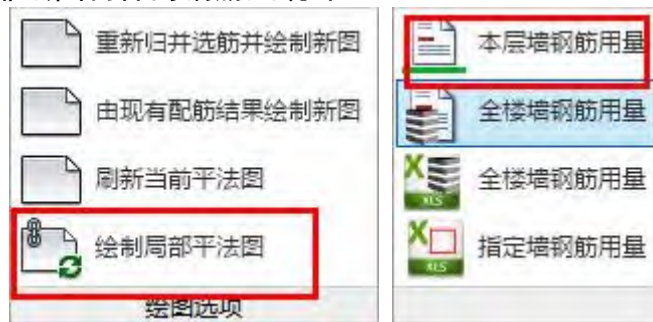 重新归并选筋并绘制新图
由现有配筋结果绘制新图
刷新当前平法图
绘制局部平法图
绘图选项
本层墙钢筋用量
全楼墙钢筋用量
XLS
全楼墙钢筋用量
XLS
指定墙钢筋用量